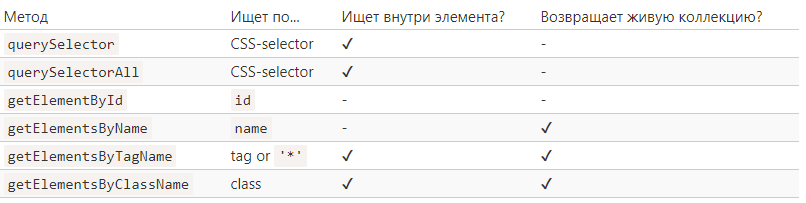 Метод Ищет по... Ищет внутри элемента? Возвращает живую коллекцию?
querySelector CSS-selector ✓ -
querySelectorAll CSS-selector ✓ -
getElementById id - -
getElementsByName name - ✓
getElementsByTagName tag or '*' ✓ ✓
getElementsByClassName class ✓ ✓